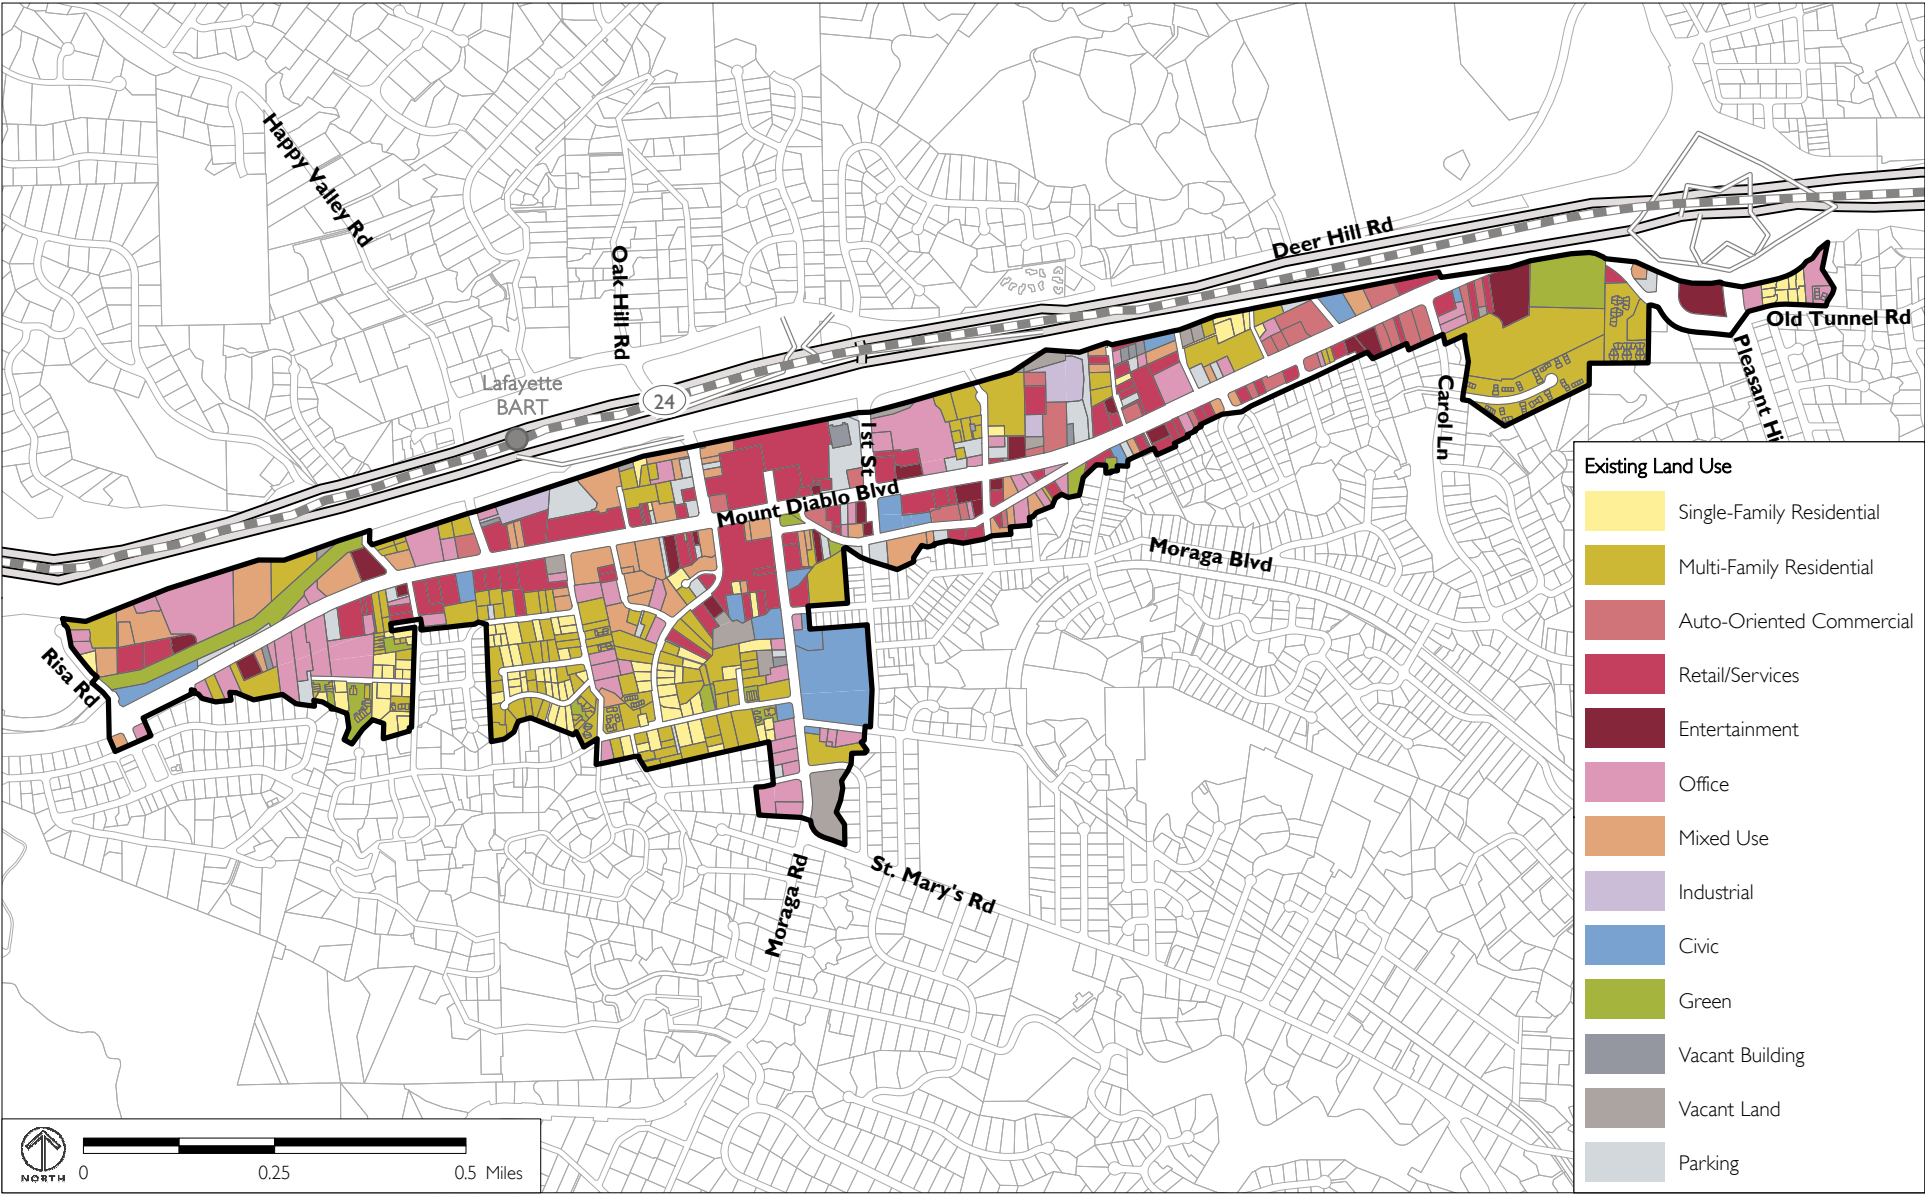 Happy Valley Rd
Oak Hill Rd
Deer Hill Rd
Old Tunnel Rd
Pleasant Hi
Lafayette
BART
24
1st St
Mount Diablo Blvd
Carol Ln
Moraga Blvd
Risa Rd
Moraga Rd
St. Mary's Rd
Existing Land Use
Single-Family Residential
Multi-Family Residential
Auto-Oriented Commercial
Retail/Services
Entertainment
Office
Mixed Use
Industrial
Civic
Green
Vacant Building
Vacant Land
Parking
NORTH
0 0.25 0.5 Miles